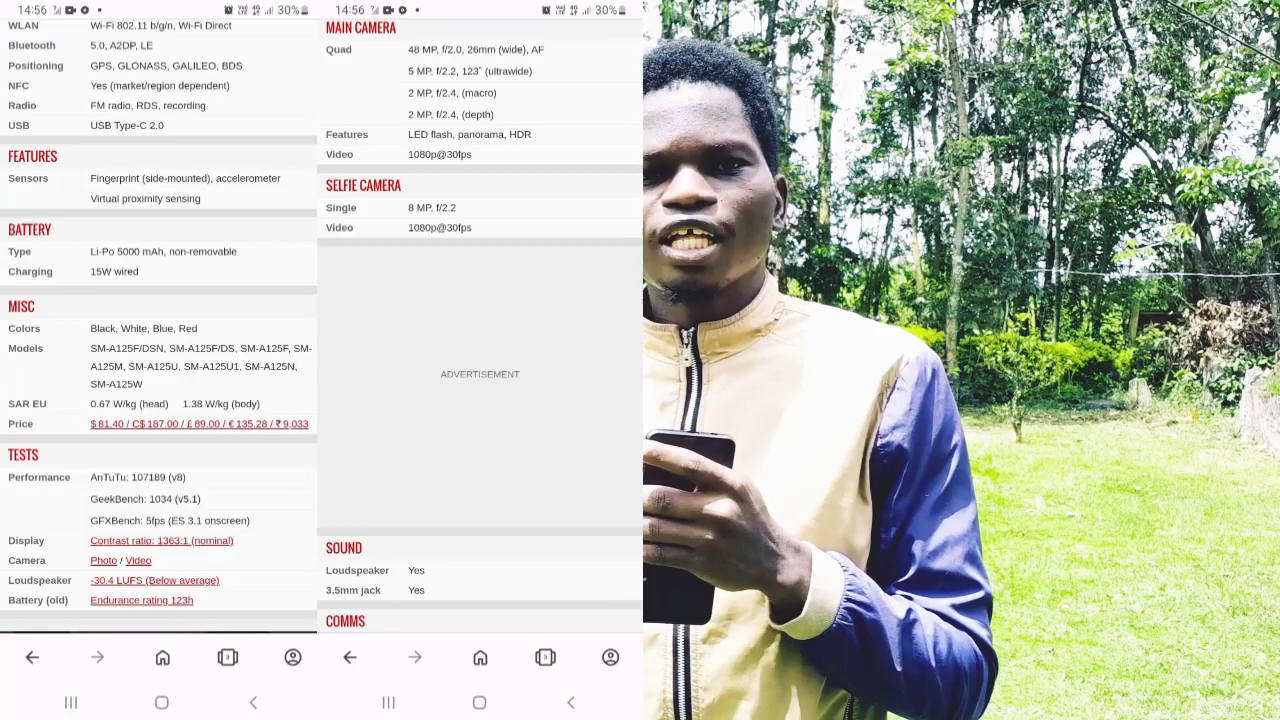 14:56
30%
WLAN Wi-Fi 802.11 b/g/n, Wi-Fi Direct
Bluetooth 5.0, A2DP, LE
Positioning GPS, GLONASS, GALILEO, BDS
NFC Yes (market/region dependent)
Radio FM radio, RDS, recording
USB USB Type-C 2.0
FEATURES
Sensors Fingerprint (side-mounted), accelerometer
Virtual proximity sensing
BATTERY
Type Li-Po 5000 mAh, non-removable
Charging 15W wired
MISC
Colors Black, White, Blue, Red
Models SM-A125F/DSN, SM-A125F/DS, SM-A125F, SM-
A125M, SM-A125U, SM-A125U1, SM-A125N,
SM-A125W
SAR EU 0.67 W/kg (head) 1.38 W/kg (body)
Price $ 81.40 / C$ 187.00 / £ 89.00 / € 135.28 / ₹ 9,033
TESTS
Performance AnTuTu: 107189 (v8)
GeekBench: 1034 (v5.1)
GFXBench: 5fps (ES 3.1 onscreen)
Display Contrast ratio: 1363:1 (nominal)
Camera Photo / Video
Loudspeaker -30.4 LUFS (Below average)
Battery (old) Endurance rating 123h
3
14:56
30%
MAIN CAMERA
Quad 48 MP, f/2.0, 26mm (wide), AF
5 MP, f/2.2, 123˚ (ultrawide)
2 MP, f/2.4, (macro)
2 MP, f/2.4, (depth)
Features LED flash, panorama, HDR
Video 1080p@30fps
SELFIE CAMERA
Single 8 MP, f/2.2
Video 1080p@30fps
ADVERTISEMENT
SOUND
Loudspeaker Yes
3.5mm jack Yes
COMMS
3